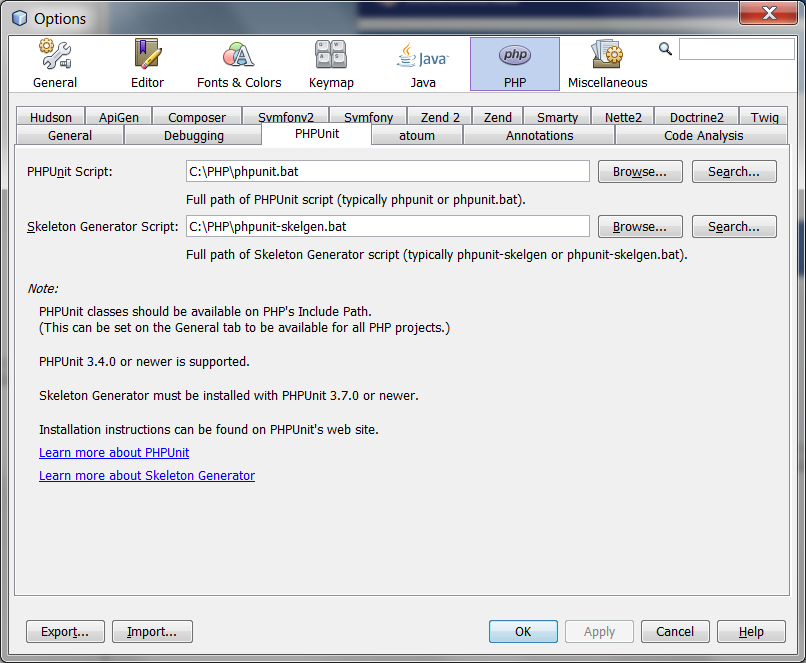 Options
General Editor Fonts & Colors Keymap Java PHP Miscellaneous
Hudson ApiGen Composer Symfony2 Symfony Zend 2 Zend Smarty Nette2 Doctrine2 Twig
General Debugging PHPUnit atoum Annotations Code Analysis
PHPUnit Script: C:\PHP\phpunit.bat Browse... Search...
Full path of PHPUnit script (typically phpunit or phpunit.bat).
Skeleton Generator Script: C:\PHP\phpunit-skelgen.bat Browse... Search...
Full path of Skeleton Generator script (typically phpunit-skelgen or phpunit-skelgen.bat).
Note:
PHPUnit classes should be available on PHP's Include Path.
(This can be set on the General tab to be available for all PHP projects.)
PHPUnit 3.4.0 or newer is supported.
Skeleton Generator must be installed with PHPUnit 3.7.0 or newer.
Installation instructions can be found on PHPUnit's web site.
Learn more about PHPUnit
Learn more about Skeleton Generator
Export... Import... OK Apply Cancel Help